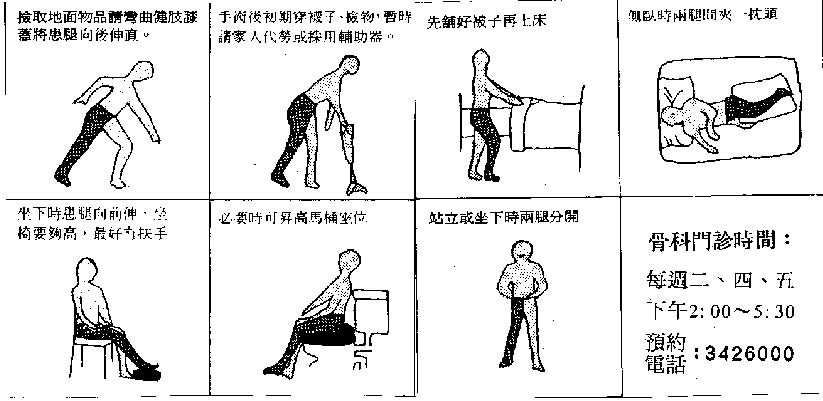 撿取地面物品請彎曲健肢膝
蓋將患腿向後伸直。
手術後初期穿襪子、撿物，暫時
請家人代勞或採用輔助器。
先舖好被子再上床
側臥時兩腿間夾一枕頭
坐下時患腿向前伸，坐
椅要夠高，最好有扶手
必要時可昇高馬桶座位
站立或坐下時兩腿分開
骨科門診時間：
每週二、四、五
下午2:00～5:30
預約
電話：3426000